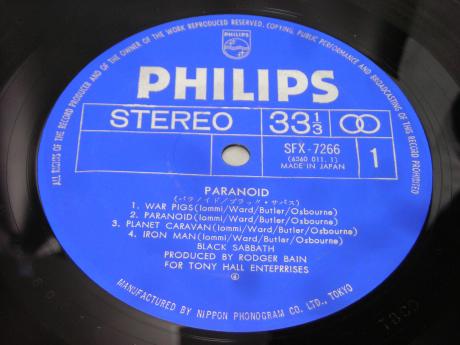 ALL RIGHTS OF THE RECORD PRODUCER AND OF THE OWNER OF THE WORK REPRODUCED RESERVED. COPYING, PUBLIC PERFORMANCE AND BROADCASTING OF THIS RECORD PROHIBITED
PHILIPS
PHILIPS
STEREO 33 1/3
SFX-7266
(6360 011.1)
MADE IN JAPAN
1
PARANOID
(パラノイド/ブラック・サバス)
1. WAR PIGS(Iommi/Ward/Butler/Osbourne)
2. PARANOID(Iommi/Ward/Butler/Osbourne)
3. PLANET CARAVAN(Iommi/Ward/Butler/Osbourne)
4. IRON MAN(Iommi/Ward/Butler/Osbourne)
BLACK SABBATH
PRODUCED BY RODGER BAIN
FOR TONY HALL ENTERPRRISES
④
MANUFACTURED BY NIPPON PHONOGRAM CO. LTD., TOKYO